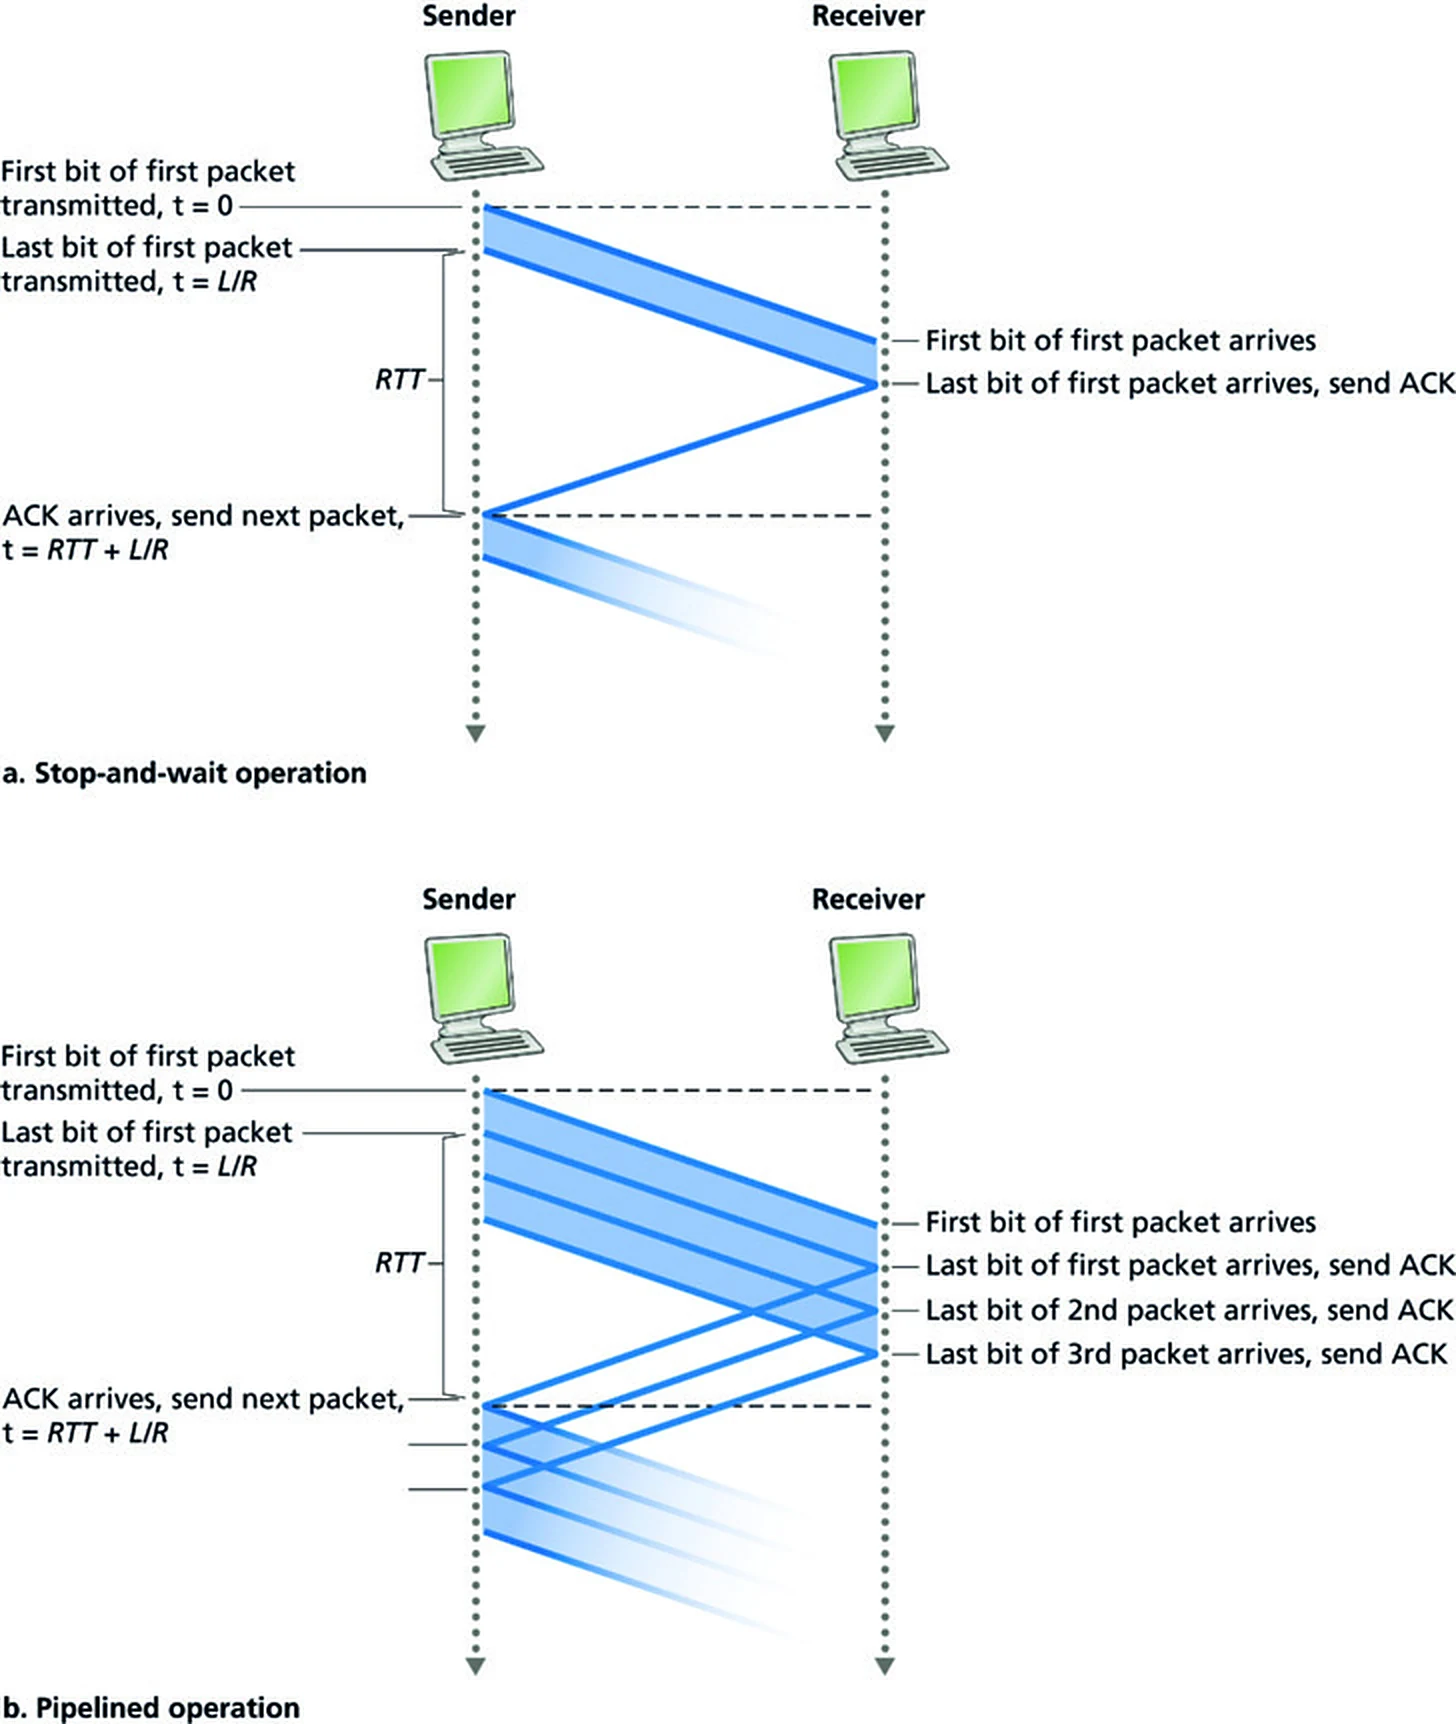 Sender
Receiver
First bit of first packet
transmitted, t = 0
Last bit of first packet
transmitted, t = L/R
First bit of first packet arrives
RTT
Last bit of first packet arrives, send ACK
ACK arrives, send next packet,
t = RTT + L/R
a. Stop-and-wait operation
Sender
Receiver
First bit of first packet
transmitted, t = 0
Last bit of first packet
transmitted, t = L/R
First bit of first packet arrives
RTT
Last bit of first packet arrives, send ACK
Last bit of 2nd packet arrives, send ACK
Last bit of 3rd packet arrives, send ACK
ACK arrives, send next packet,
t = RTT + L/R
b. Pipelined operation